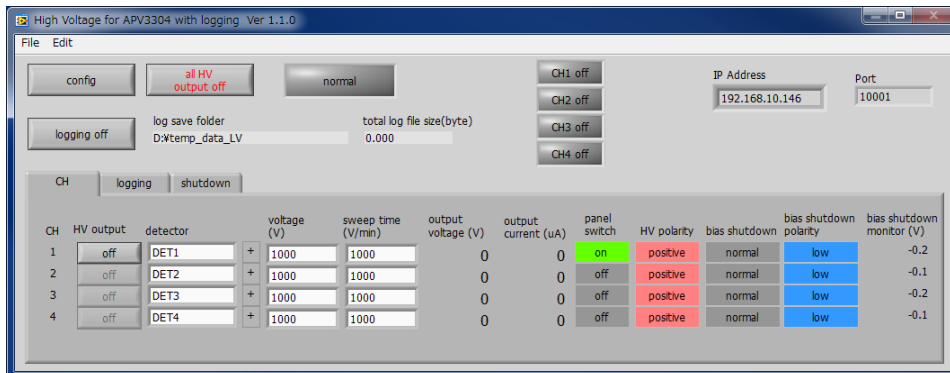 High Voltage for APV3304 with logging Ver 1.1.0
File Edit
config
all HV output off
normal
CH1 off
CH2 off
CH3 off
CH4 off
IP Address
192.168.10.146
Port
10001
logging off
log save folder
D:¥temp_data_LV
total log file size(byte)
0.000
CH logging shutdown
CH HV output detector voltage (V) sweep time (V/min) output voltage (V) output current (uA) panel switch HV polarity bias shutdown bias shutdown polarity bias shutdown monitor (V)
1 off DET1 + 1000 1000 0 0 on positive normal low -0.2
2 off DET2 + 1000 1000 0 0 off positive normal low -0.1
3 off DET3 + 1000 1000 0 0 off positive normal low -0.2
4 off DET4 + 1000 1000 0 0 off positive normal low -0.1